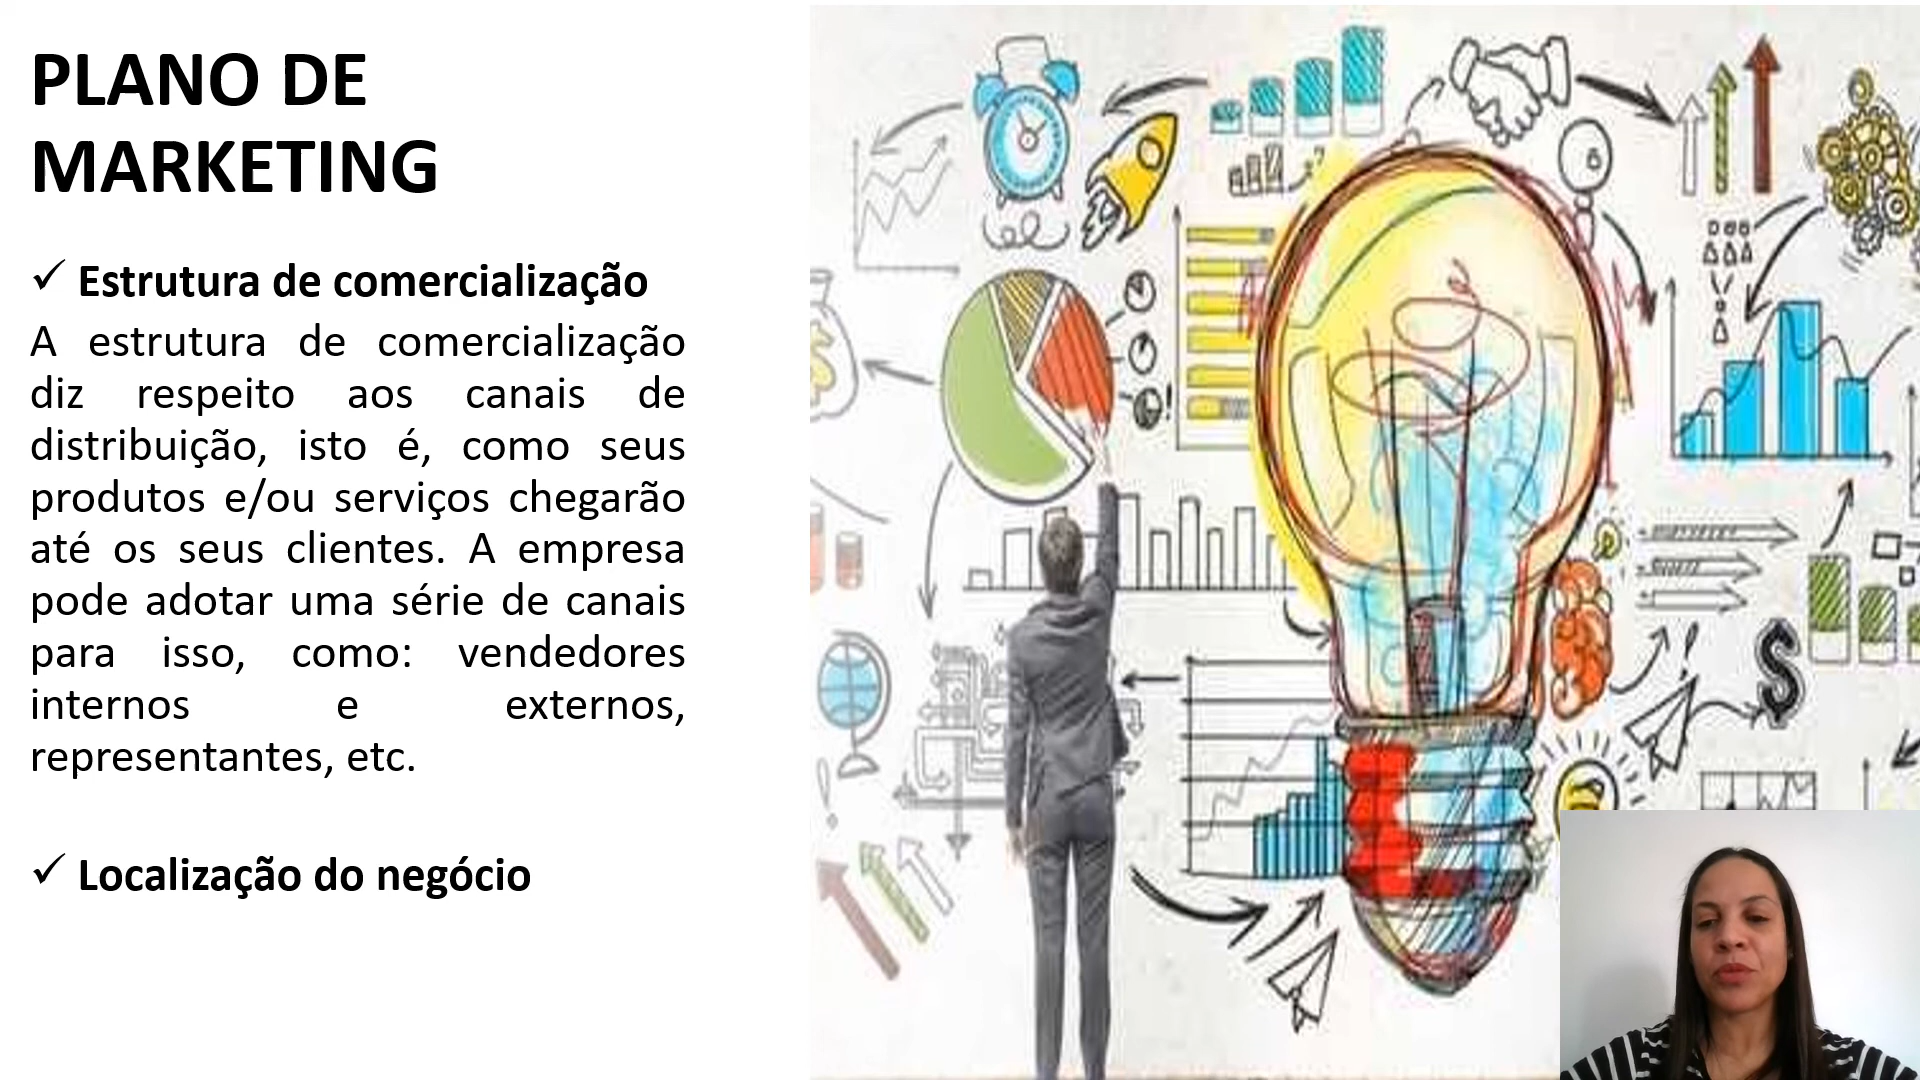 PLANO DE
MARKETING
✓ Estrutura de comercialização
A estrutura de comercialização
diz respeito aos canais de
distribuição, isto é, como seus
produtos e/ou serviços chegarão
até os seus clientes. A empresa
pode adotar uma série de canais
para isso, como: vendedores
internos e externos,
representantes, etc.
✓ Localização do negócio